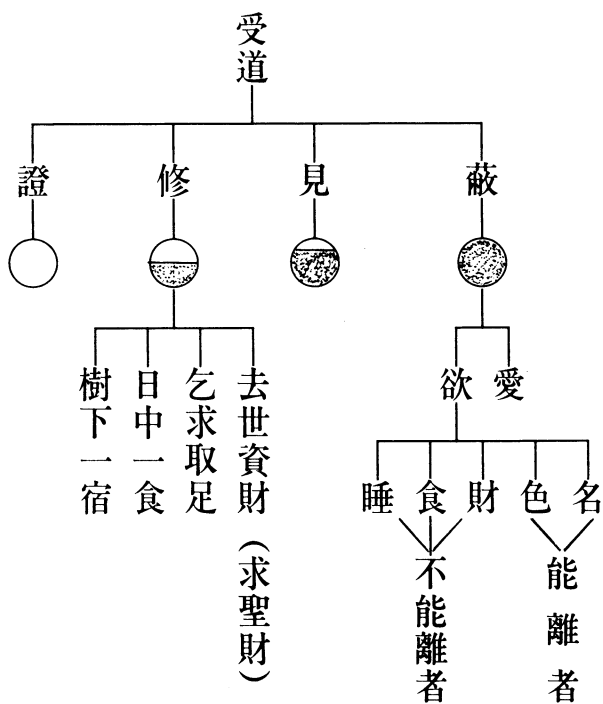 受道
蔽
見
修
證
愛
欲
名
色
財
食
睡
能離者
不能離者
去世資財（求聖財）
乞求取足
日中一食
樹下一宿